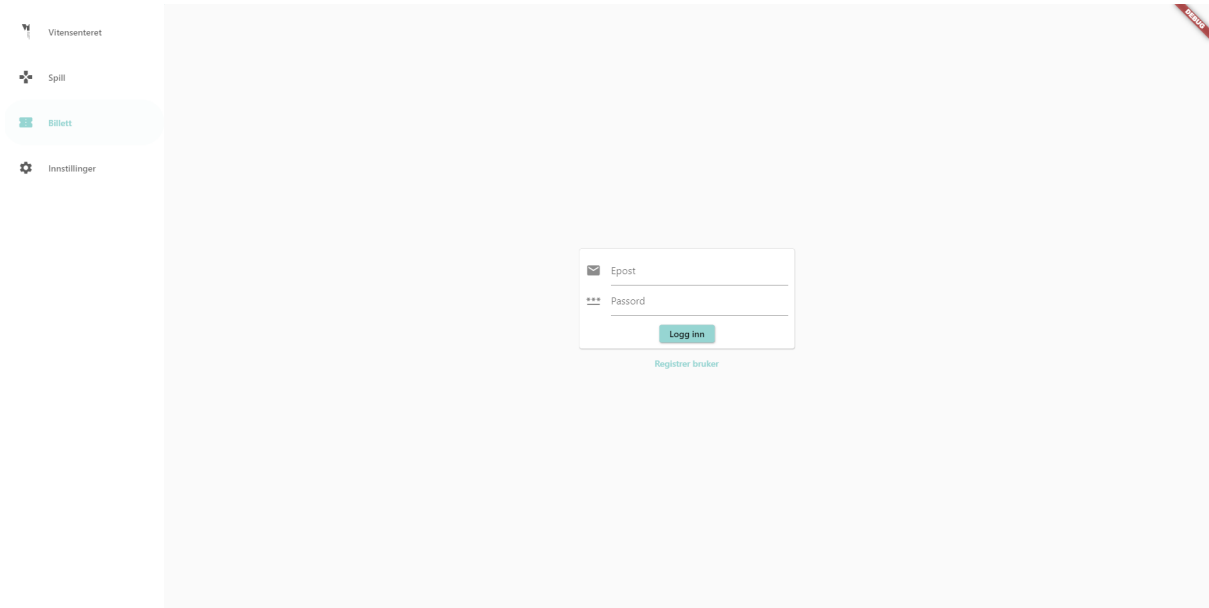 Vitensenteret
Spill
Billett
Innstillinger
DEBUG
Epost
Passord
Logg inn
Registrer bruker